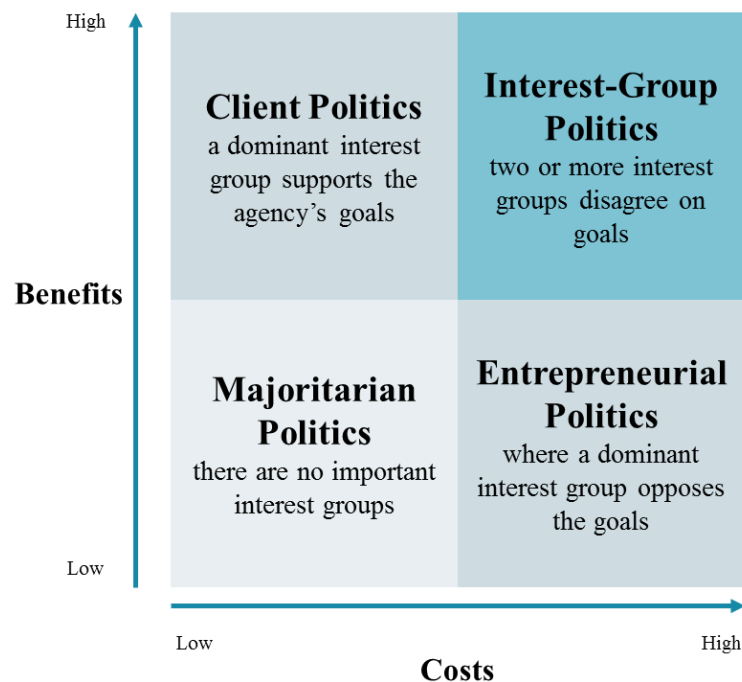 High
Client Politics
a dominant interest
group supports the
agency’s goals
Interest-Group
Politics
two or more interest
groups disagree on
goals
Benefits
Majoritarian
Politics
there are no important
interest groups
Entrepreneurial
Politics
where a dominant
interest group opposes
the goals
Low
Low
High
Costs